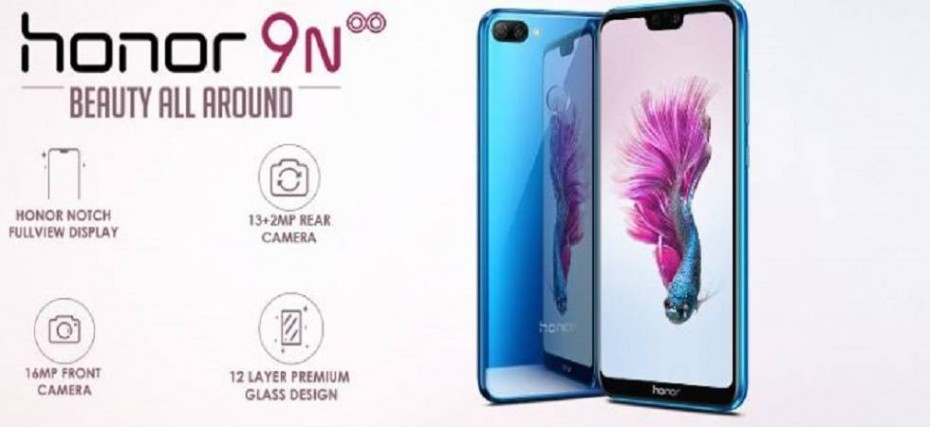 honor 9N
BEAUTY ALL AROUND
HONOR NOTCH
FULLVIEW DISPLAY
13+2MP REAR
CAMERA
16MP FRONT
CAMERA
12 LAYER PREMIUM
GLASS DESIGN
honor
honor
honor